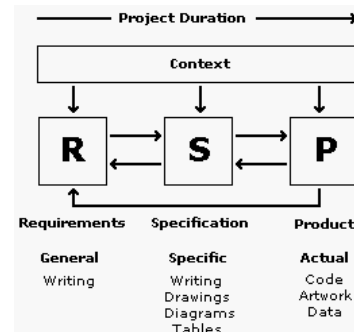 Project Duration
Context
R S P
Requirements Specification Product
General Specific Actual
Writing Writing Code
Drawings Artwork
Diagrams Data
Tables